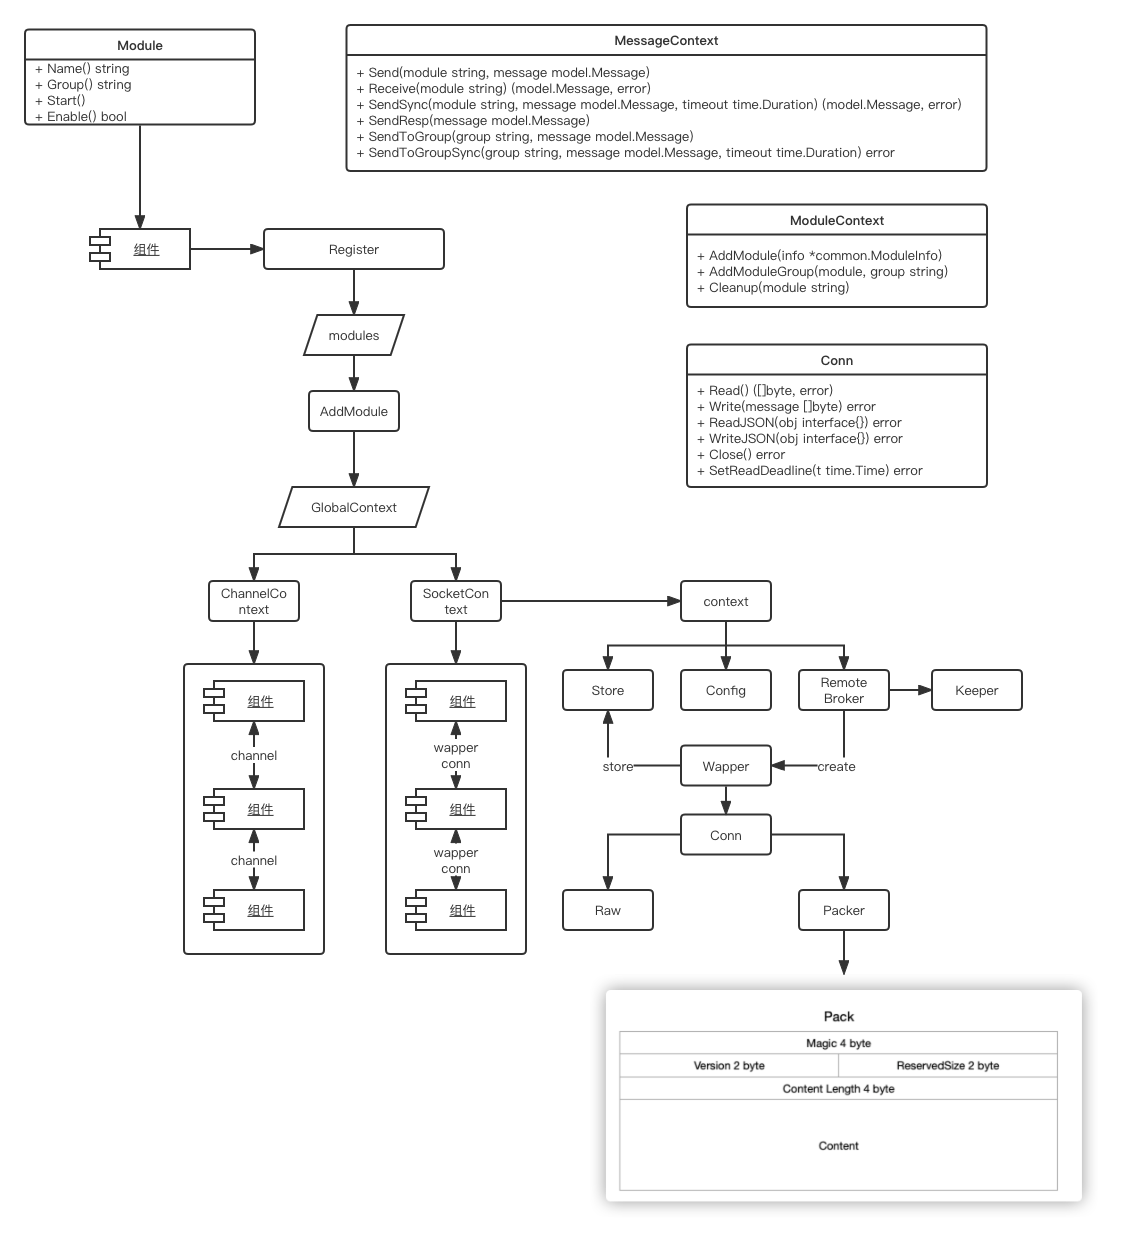 Module
+ Name() string
+ Group() string
+ Start()
+ Enable() bool
MessageContext
+ Send(module string, message model.Message)
+ Receive(module string) (model.Message, error)
+ SendSync(module string, message model.Message, timeout time.Duration) (model.Message, error)
+ SendResp(message model.Message)
+ SendToGroup(group string, message model.Message)
+ SendToGroupSync(group string, message model.Message, timeout time.Duration) error
ModuleContext
+ AddModule(info *common.ModuleInfo)
+ AddModuleGroup(module, group string)
+ Cleanup(module string)
组件
Register
modules
AddModule
GlobalContext
Conn
+ Read() ([]byte, error)
+ Write(message []byte) error
+ ReadJSON(obj interface{}) error
+ WriteJSON(obj interface{}) error
+ Close() error
+ SetReadDeadline(t time.Time) error
ChannelCo
ntext
SocketCon
text
context
组件
channel
组件
channel
组件
组件
wapper
conn
组件
wapper
conn
组件
Store
Config
Remote
Broker
Keeper
store
Wapper
create
Conn
Raw
Packer
Pack
Magic 4 byte
Version 2 byte
ReservedSize 2 byte
Content Length 4 byte
Content